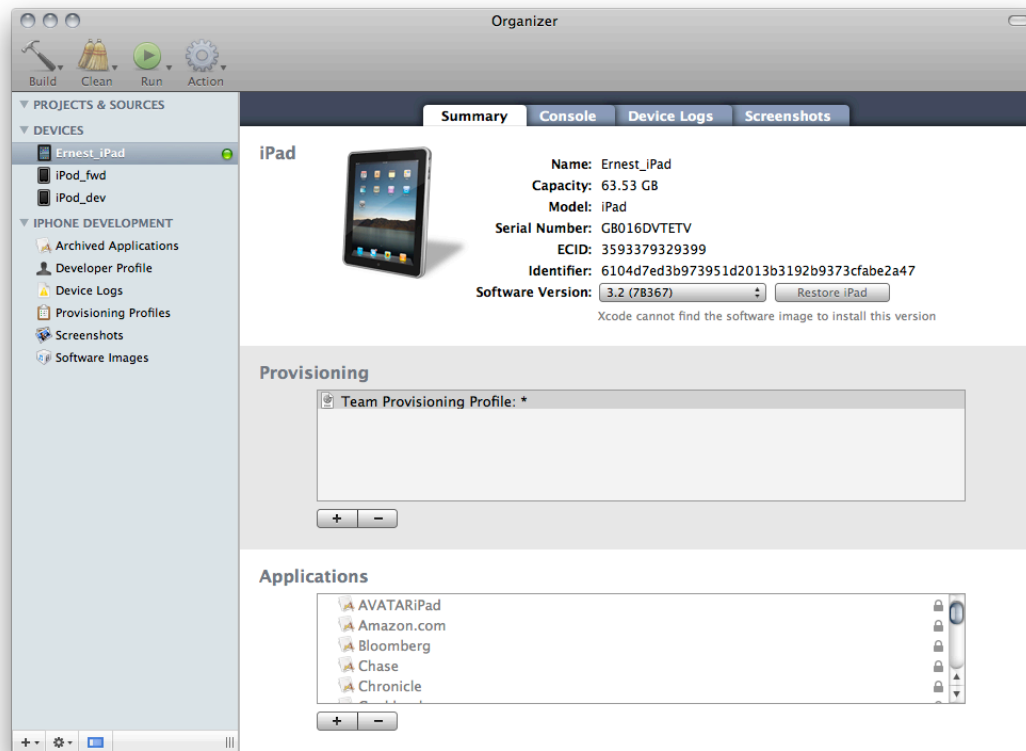 Organizer
Build Clean Run Action
PROJECTS & SOURCES
DEVICES
Ernest_iPad
iPod_fwd
iPod_dev
IPHONE DEVELOPMENT
Archived Applications
Developer Profile
Device Logs
Provisioning Profiles
Screenshots
Software Images
Summary Console Device Logs Screenshots
iPad
Name: Ernest_iPad
Capacity: 63.53 GB
Model: iPad
Serial Number: GB016DVTETV
ECID: 3593379329399
Identifier: 6104d7ed3b973951d2013b3192b9373cfabe2a47
Software Version: 3.2 (7B367) Restore iPad
Xcode cannot find the software image to install this version
Provisioning
Team Provisioning Profile: *
+ −
Applications
AVATARiPad
Amazon.com
Bloomberg
Chase
Chronicle
+ −